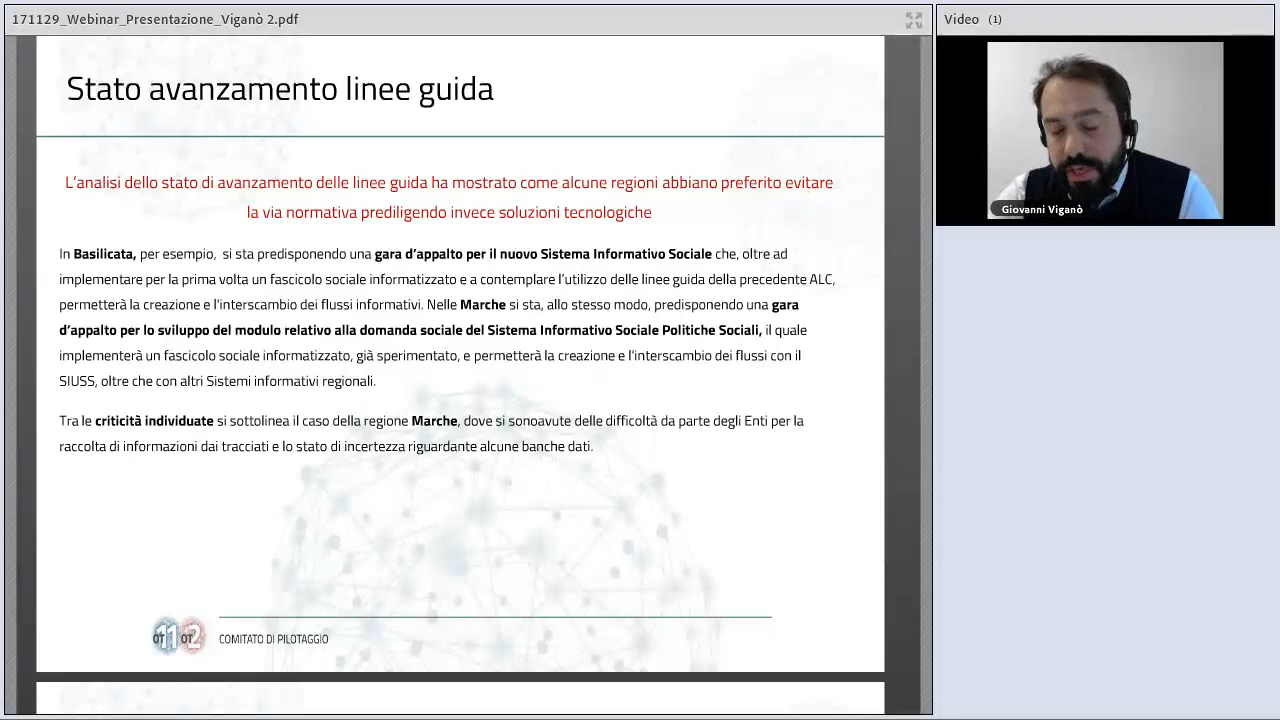 171129_Webinar_Presentazione_Viganò 2.pdf
Video (1)
Giovanni Viganò
Stato avanzamento linee guida
L'analisi dello stato di avanzamento delle linee guida ha mostrato come alcune regioni abbiano preferito evitare
la via normativa prediligendo invece soluzioni tecnologiche
In Basilicata, per esempio, si sta predisponendo una gara d'appalto per il nuovo Sistema Informativo Sociale che, oltre ad
implementare per la prima volta un fascicolo sociale informatizzato e a contemplare l'utilizzo delle linee guida della precedente ALC,
permetterà la creazione e l'interscambio dei flussi informativi. Nelle Marche si sta, allo stesso modo, predisponendo una gara
d'appalto per lo sviluppo del modulo relativo alla domanda sociale del Sistema Informativo Sociale Politiche Sociali, il quale
implementerà un fascicolo sociale informatizzato, già sperimentato, e permetterà la creazione e l'interscambio dei flussi con il
SIUSS, oltre che con altri Sistemi informativi regionali.
Tra le criticità individuate si sottolinea il caso della regione Marche, dove si sonoavute delle difficoltà da parte degli Enti per la
raccolta di informazioni dai tracciati e lo stato di incertezza riguardante alcune banche dati.
OT11 OT2
COMITATO DI PILOTAGGIO